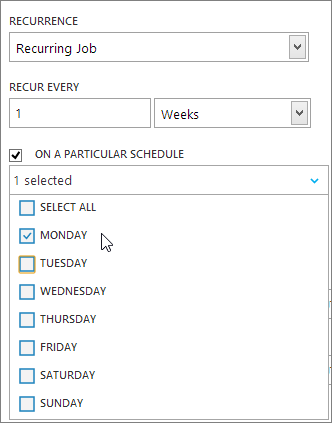 RECURRENCE
Recurring Job
RECUR EVERY
1 Weeks
ON A PARTICULAR SCHEDULE
1 selected
SELECT ALL
MONDAY
TUESDAY
WEDNESDAY
THURSDAY
FRIDAY
SATURDAY
SUNDAY